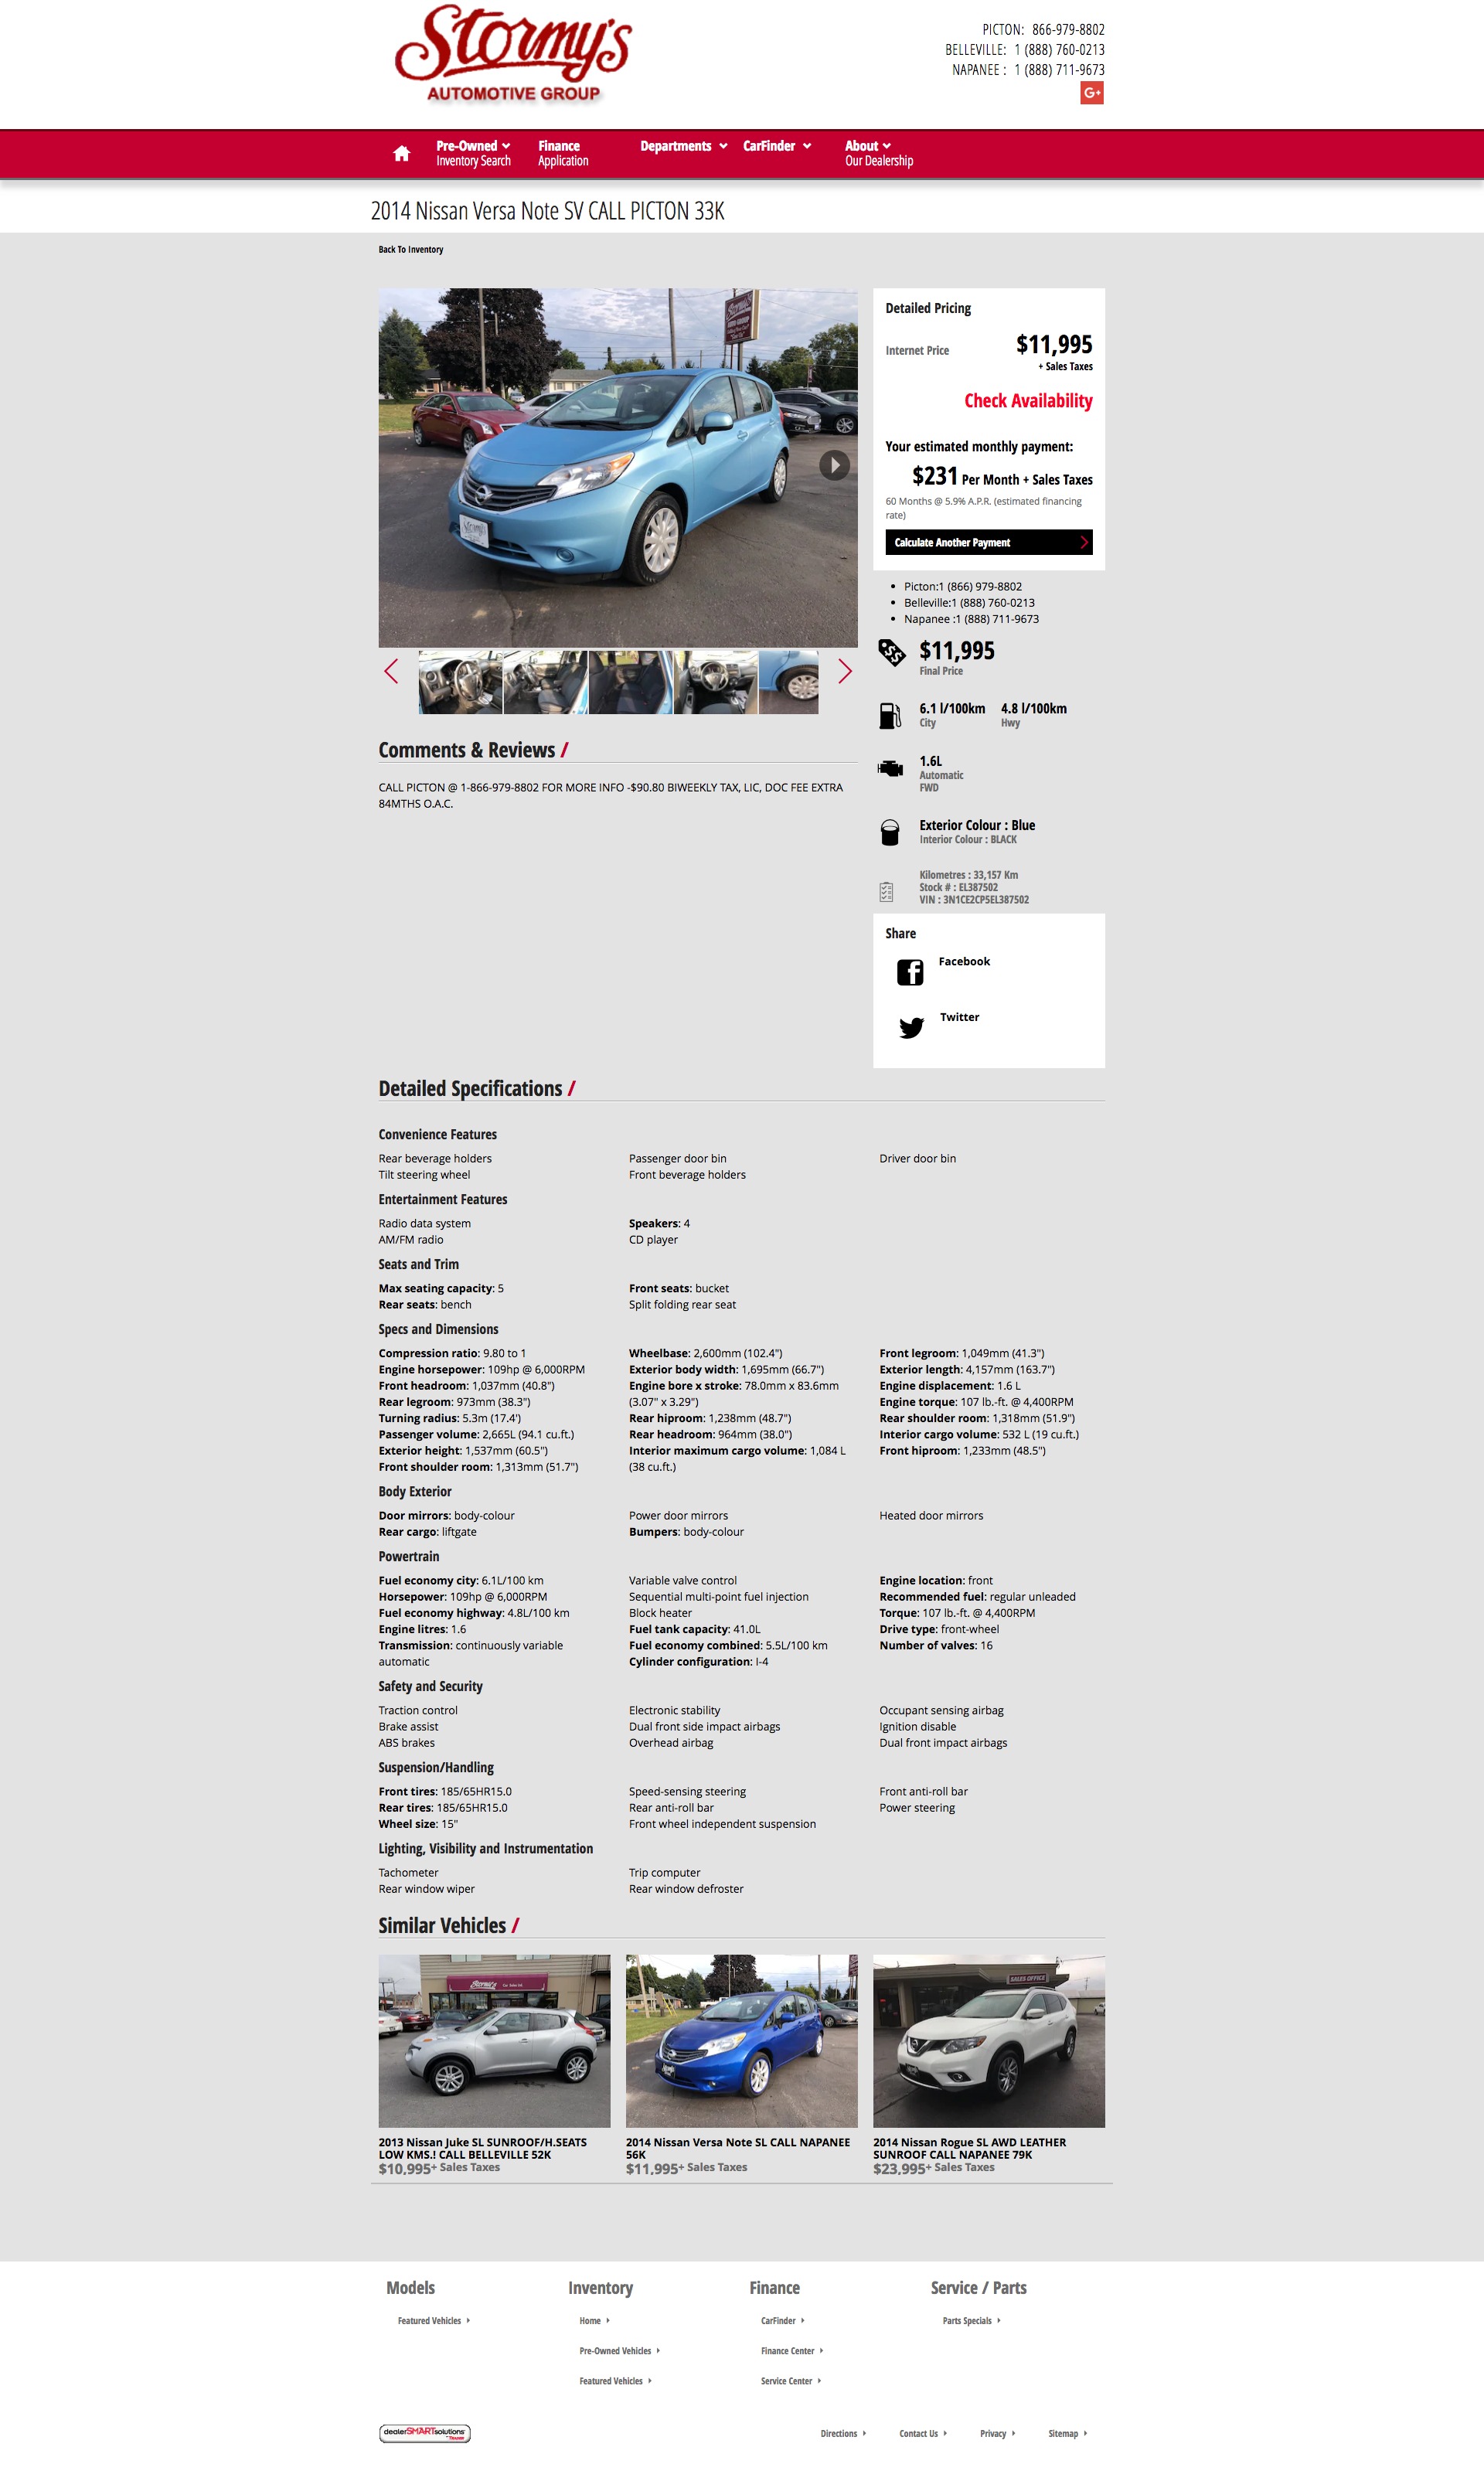 Stormy's
AUTOMOTIVE GROUP
PICTON: 866-979-8802
BELLEVILLE: 1 (888) 760-0213
NAPANEE : 1 (888) 711-9673
G+
Pre-Owned
Inventory Search
Finance
Application
Departments
CarFinder
About
Our Dealership
2014 Nissan Versa Note SV CALL PICTON 33K
Back To Inventory
Stormy's
Detailed Pricing
Internet Price $11,995
+ Sales Taxes
Check Availability
Your estimated monthly payment:
$231 Per Month + Sales Taxes
60 Months @ 5.9% A.P.R. (estimated financing
rate)
Calculate Another Payment
Picton:1 (866) 979-8802
Belleville:1 (888) 760-0213
Napanee :1 (888) 711-9673
$11,995
Final Price
6.1 l/100km 4.8 l/100km
City Hwy
1.6L
Automatic
FWD
Exterior Colour : Blue
Interior Colour : BLACK
Kilometres : 33,157 Km
Stock # : EL387502
VIN : 3N1CE2CP5EL387502
Share
Facebook
Twitter
Comments & Reviews /
CALL PICTON @ 1-866-979-8802 FOR MORE INFO -$90.80 BIWEEKLY TAX, LIC, DOC FEE EXTRA
84MTHS O.A.C.
Detailed Specifications /
Convenience Features
Rear beverage holders Passenger door bin Driver door bin
Tilt steering wheel Front beverage holders
Entertainment Features
Radio data system Speakers: 4
AM/FM radio CD player
Seats and Trim
Max seating capacity: 5 Front seats: bucket
Rear seats: bench Split folding rear seat
Specs and Dimensions
Compression ratio: 9.80 to 1 Wheelbase: 2,600mm (102.4") Front legroom: 1,049mm (41.3")
Engine horsepower: 109hp @ 6,000RPM Exterior body width: 1,695mm (66.7") Exterior length: 4,157mm (163.7")
Front headroom: 1,037mm (40.8") Engine bore x stroke: 78.0mm x 83.6mm Engine displacement: 1.6 L
Rear legroom: 973mm (38.3") (3.07" x 3.29") Engine torque: 107 lb.-ft. @ 4,400RPM
Turning radius: 5.3m (17.4') Rear hiproom: 1,238mm (48.7") Rear shoulder room: 1,318mm (51.9")
Passenger volume: 2,665L (94.1 cu.ft.) Rear headroom: 964mm (38.0") Interior cargo volume: 532 L (19 cu.ft.)
Exterior height: 1,537mm (60.5") Interior maximum cargo volume: 1,084 L Front hiproom: 1,233mm (48.5")
Front shoulder room: 1,313mm (51.7") (38 cu.ft.)
Body Exterior
Door mirrors: body-colour Power door mirrors Heated door mirrors
Rear cargo: liftgate Bumpers: body-colour
Powertrain
Fuel economy city: 6.1L/100 km Variable valve control Engine location: front
Horsepower: 109hp @ 6,000RPM Sequential multi-point fuel injection Recommended fuel: regular unleaded
Fuel economy highway: 4.8L/100 km Block heater Torque: 107 lb.-ft. @ 4,400RPM
Engine litres: 1.6 Fuel tank capacity: 41.0L Drive type: front-wheel
Transmission: continuously variable Fuel economy combined: 5.5L/100 km Number of valves: 16
automatic Cylinder configuration: I-4
Safety and Security
Traction control Electronic stability Occupant sensing airbag
Brake assist Dual front side impact airbags Ignition disable
ABS brakes Overhead airbag Dual front impact airbags
Suspension/Handling
Front tires: 185/65HR15.0 Speed-sensing steering Front anti-roll bar
Rear tires: 185/65HR15.0 Rear anti-roll bar Power steering
Wheel size: 15" Front wheel independent suspension
Lighting, Visibility and Instrumentation
Tachometer Trip computer
Rear window wiper Rear window defroster
Similar Vehicles /
Stormy's
SALES OFFICE
2013 Nissan Juke SL SUNROOF/H.SEATS
LOW KMS.! CALL BELLEVILLE 52K
$10,995+ Sales Taxes
2014 Nissan Versa Note SL CALL NAPANEE
56K
$11,995+ Sales Taxes
2014 Nissan Rogue SL AWD LEATHER
SUNROOF CALL NAPANEE 79K
$23,995+ Sales Taxes
Models Inventory Finance Service / Parts
Featured Vehicles Home CarFinder Parts Specials
Pre-Owned Vehicles Finance Center
Featured Vehicles Service Center
dealerSMARTsolutions
Directions Contact Us Privacy Sitemap